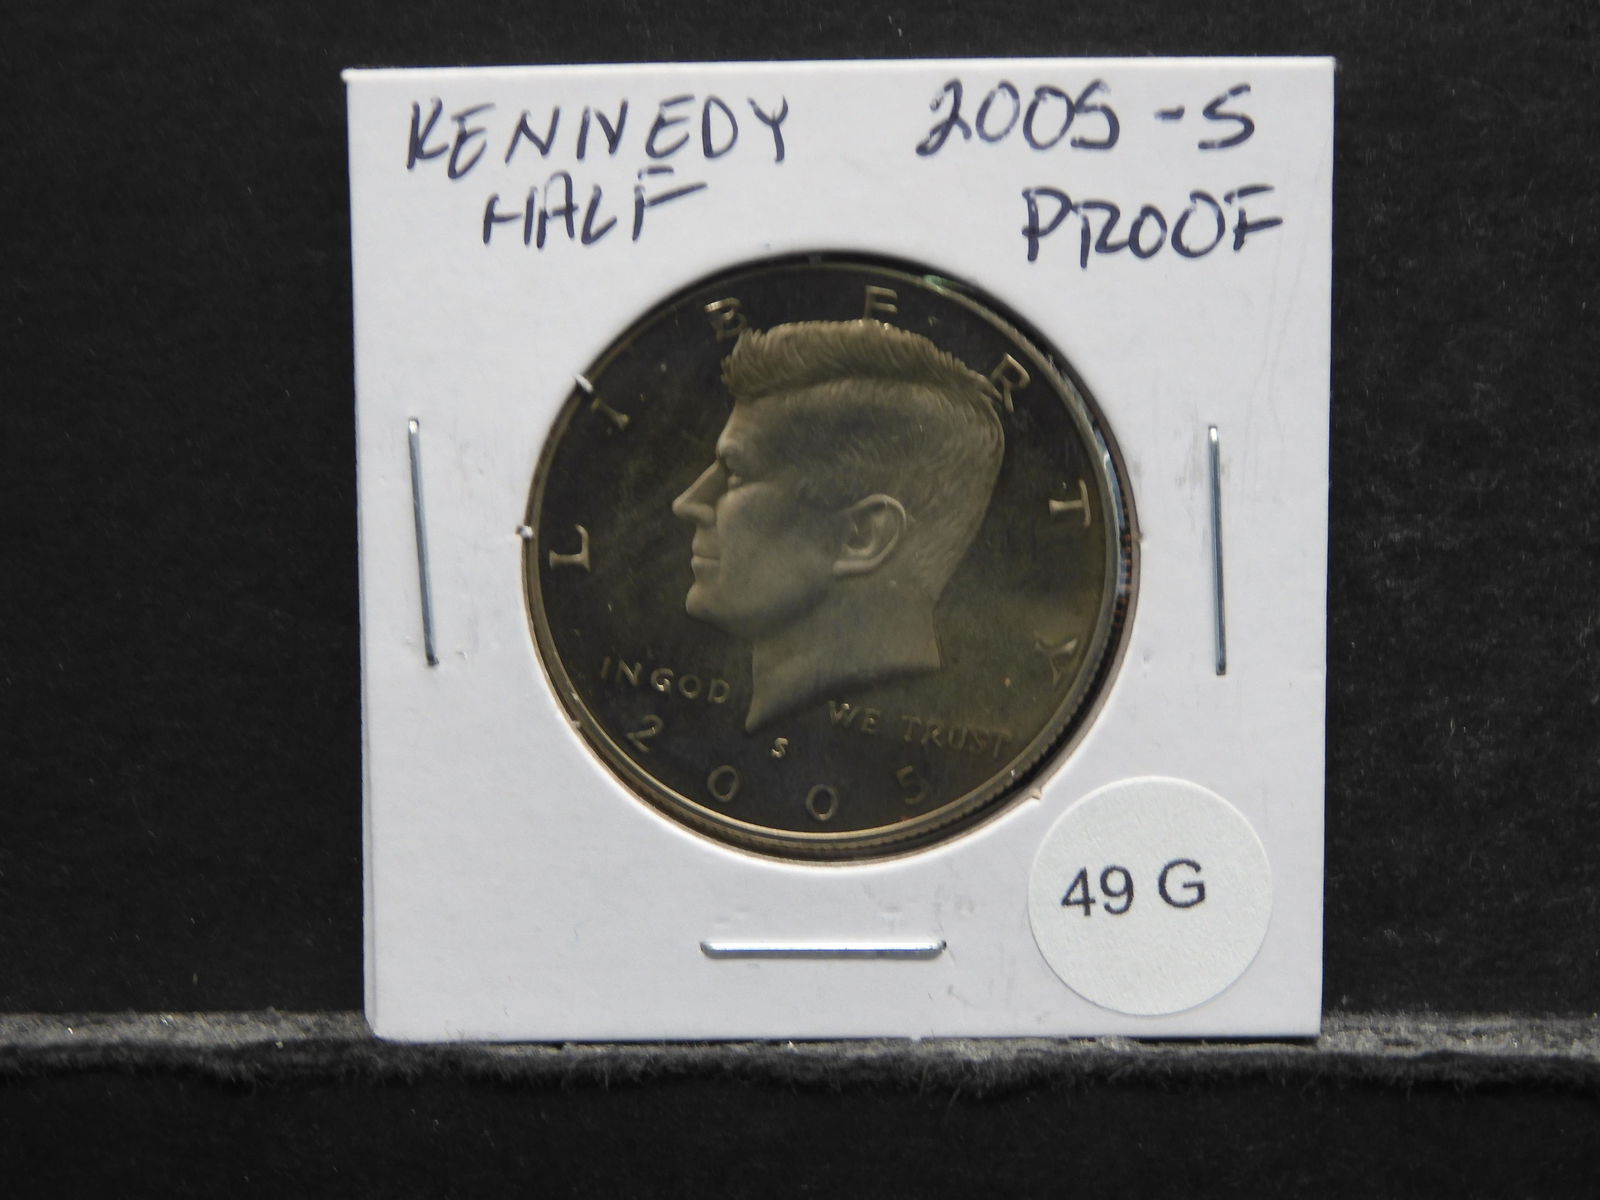 KENNEDY 2005-S
HALF PROOF
LIBERTY
IN GOD WE TRUST
S
2005
49 G